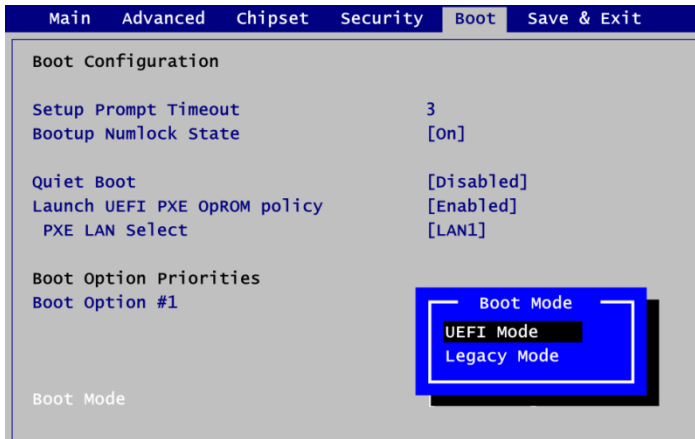 Main Advanced Chipset Security Boot Save & Exit
Boot Configuration
Setup Prompt Timeout 3
Bootup Numlock State [On]
Quiet Boot [Disabled]
Launch UEFI PXE OpROM policy [Enabled]
PXE LAN Select [LAN1]
Boot Option Priorities
Boot Option #1
Boot Mode
UEFI Mode
Legacy Mode
Boot Mode